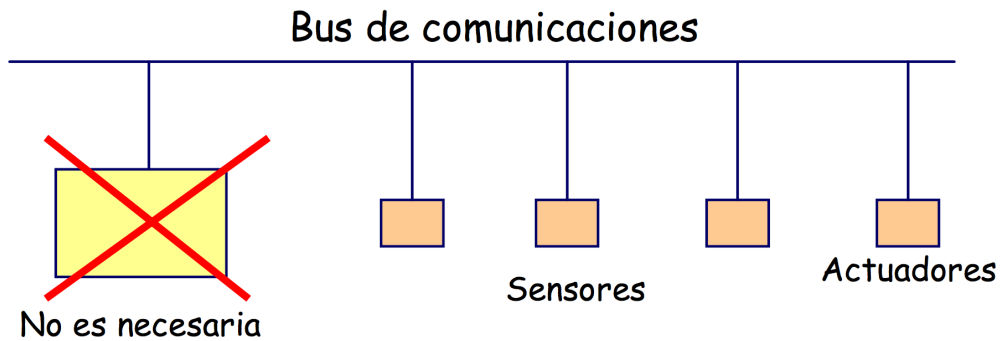 Bus de comunicaciones
Actuadores
Sensores
No es necesaria